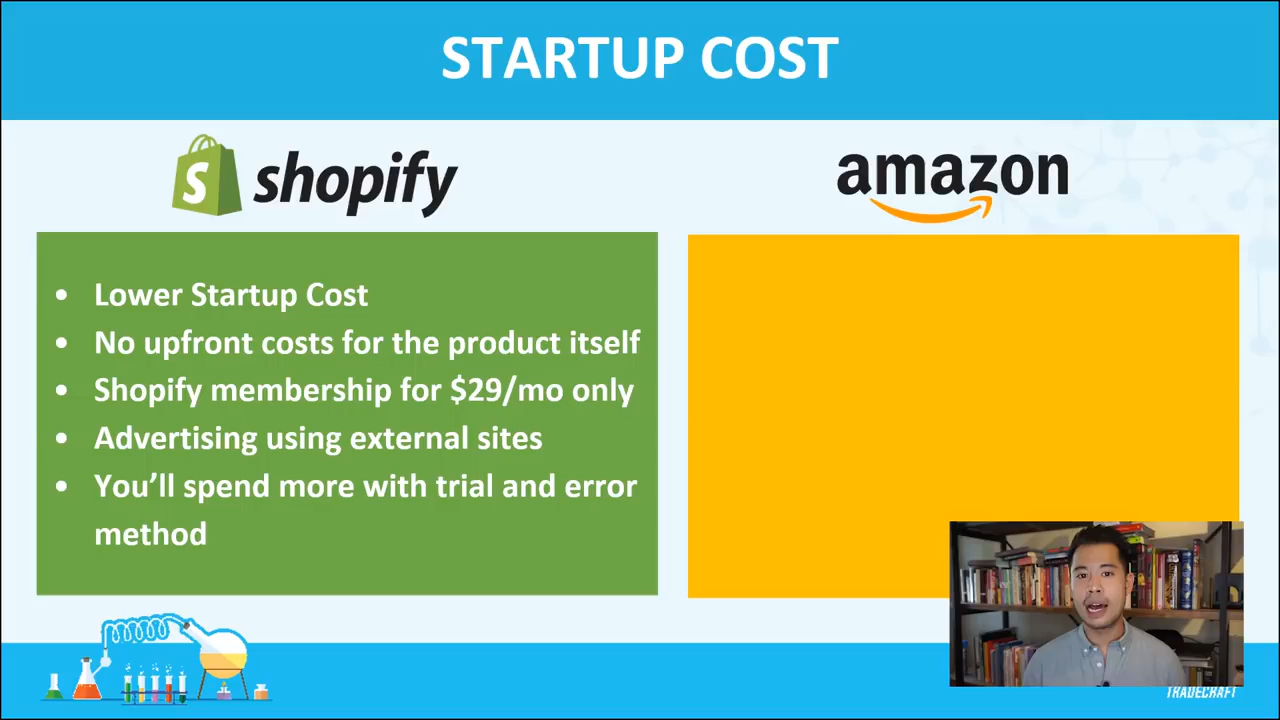 STARTUP COST
shopify
amazon
• Lower Startup Cost
• No upfront costs for the product itself
• Shopify membership for $29/mo only
• Advertising using external sites
• You’ll spend more with trial and error
method
TRADECRAFT